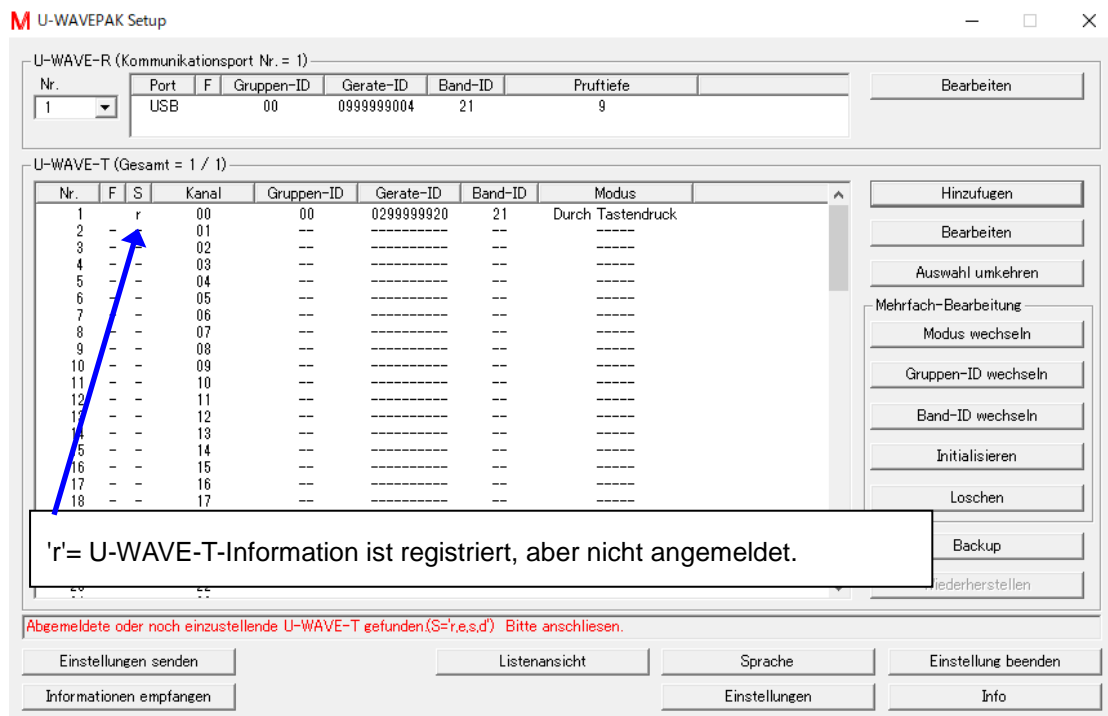 U-WAVEPAK Setup
U-WAVE-R (Kommunikationsport Nr. = 1)
Nr. Port F Gruppen-ID Gerate-ID Band-ID Pruftiefe
1 USB 00 0999999004 21 9
Bearbeiten
U-WAVE-T (Gesamt = 1 / 1)
Nr. F S Kanal Gruppen-ID Gerate-ID Band-ID Modus
1 r 00 00 0299999920 21 Durch Tastendruck
2 - - 01 -- ---------- -- -----
3 - - 02 -- ---------- -- -----
4 - - 03 -- ---------- -- -----
5 - - 04 -- ---------- -- -----
6 - - 05 -- ---------- -- -----
7 - - 06 -- ---------- -- -----
8 - - 07 -- ---------- -- -----
9 - - 08 -- ---------- -- -----
10 - - 09 -- ---------- -- -----
11 - - 10 -- ---------- -- -----
12 - - 11 -- ---------- -- -----
13 - - 12 -- ---------- -- -----
14 - - 13 -- ---------- -- -----
15 - - 14 -- ---------- -- -----
16 - - 15 -- ---------- -- -----
17 - - 16 -- ---------- -- -----
18 - - 17 -- ---------- -- -----
'r'= U-WAVE-T-Information ist registriert, aber nicht angemeldet.
Hinzufugen
Bearbeiten
Auswahl umkehren
Mehrfach-Bearbeitung
Modus wechseln
Gruppen-ID wechseln
Band-ID wechseln
Initialisieren
Loschen
Backup
Abgemeldete oder noch einzustellende U-WAVE-T gefunden.(S='r,e,s,d') Bitte anschliesen.
Einstellungen senden
Listenansicht
Sprache
Einstellung beenden
Informationen empfangen
Einstellungen
Info